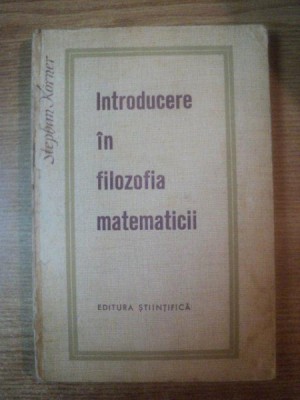 Stephan Körner
Introducere
în
filozofia
matematicii
EDITURA ȘTIINȚIFICĂ